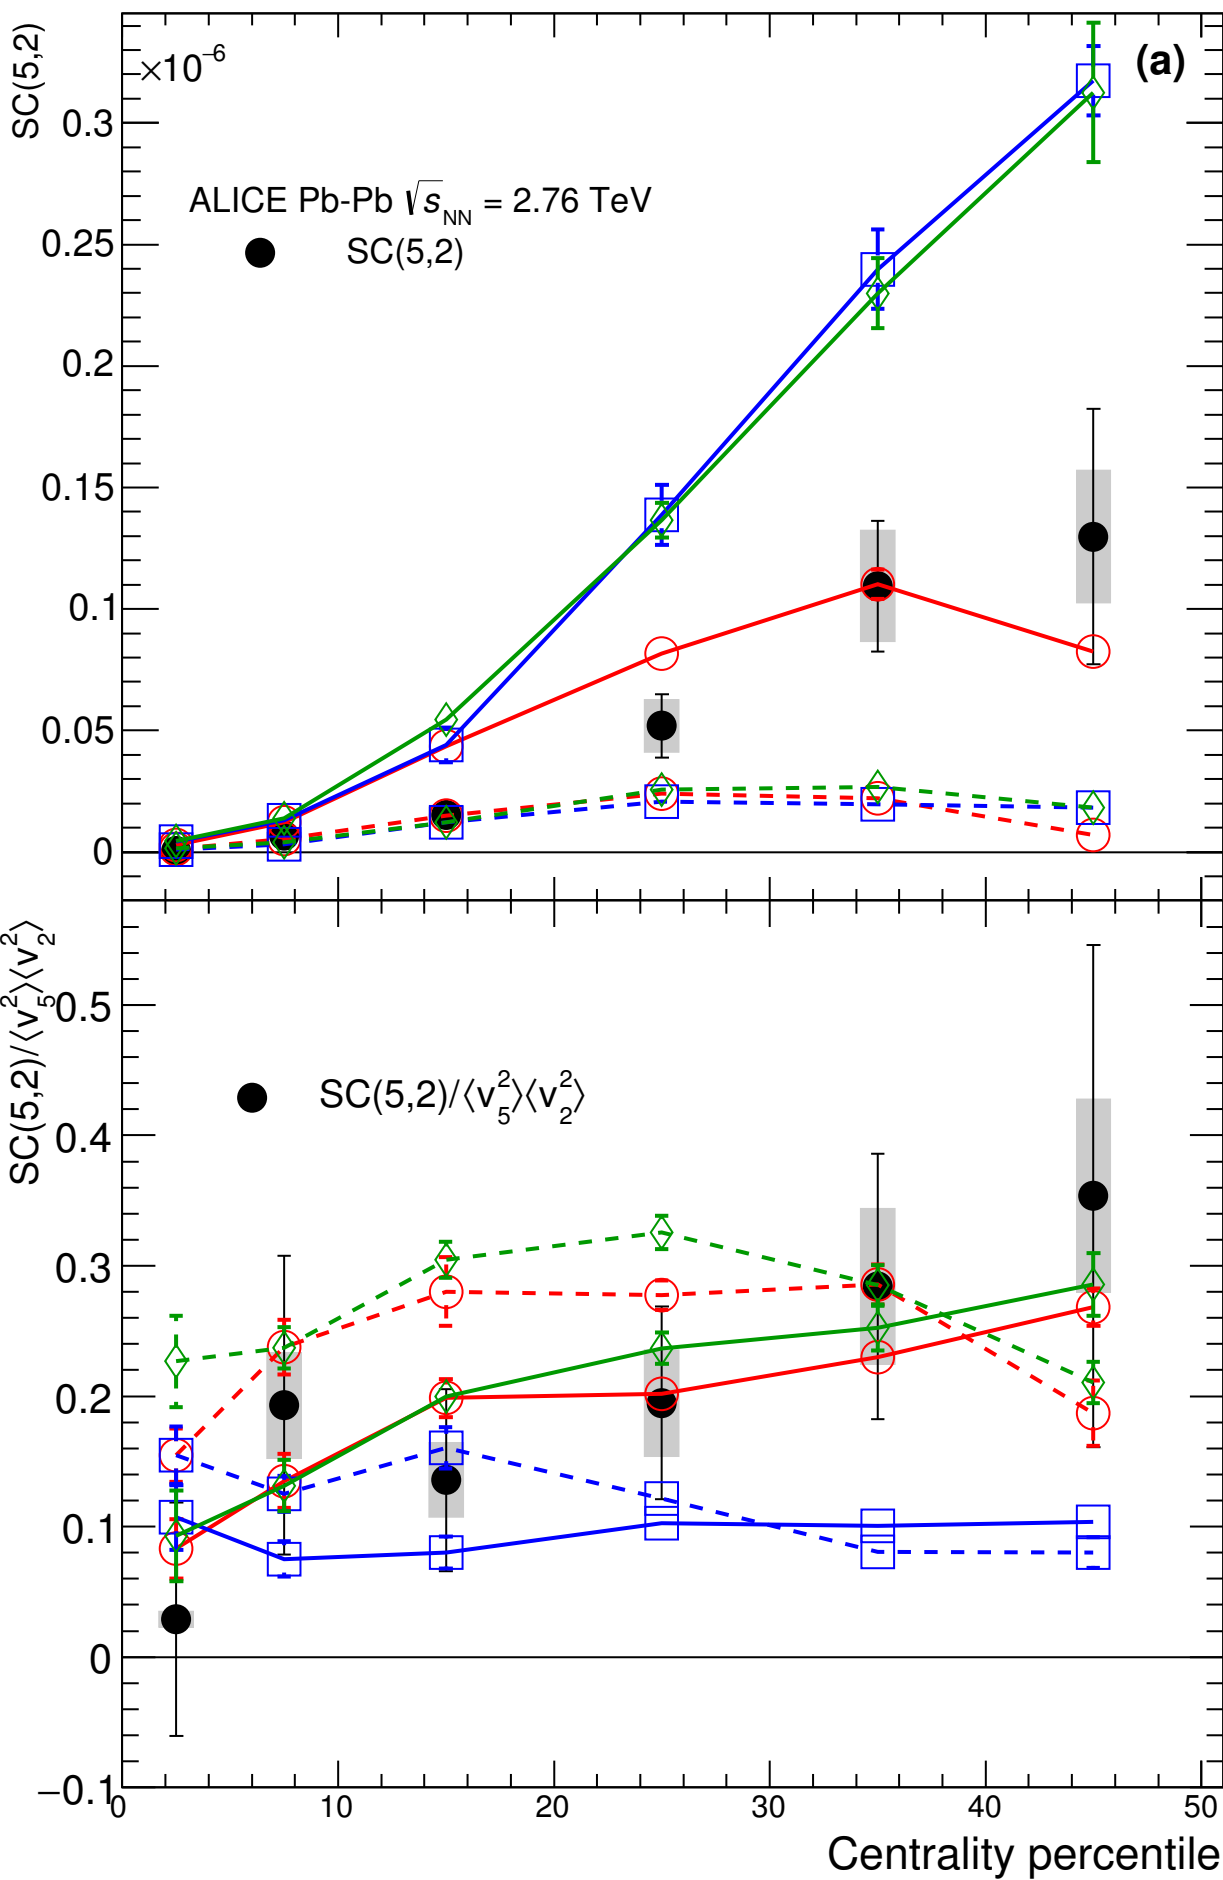 SC(5,2)
×10⁻⁶
(a)
0.3
ALICE Pb-Pb √s_NN = 2.76 TeV
0.25
SC(5,2)
0.2
0.15
0.1
0.05
0
SC(5,2)/⟨v₅²⟩⟨v₂²⟩
0.5
SC(5,2)/⟨v₅²⟩⟨v₂²⟩
0.4
0.3
0.2
0.1
0
−0.1
0 10 20 30 40 50
Centrality percentile